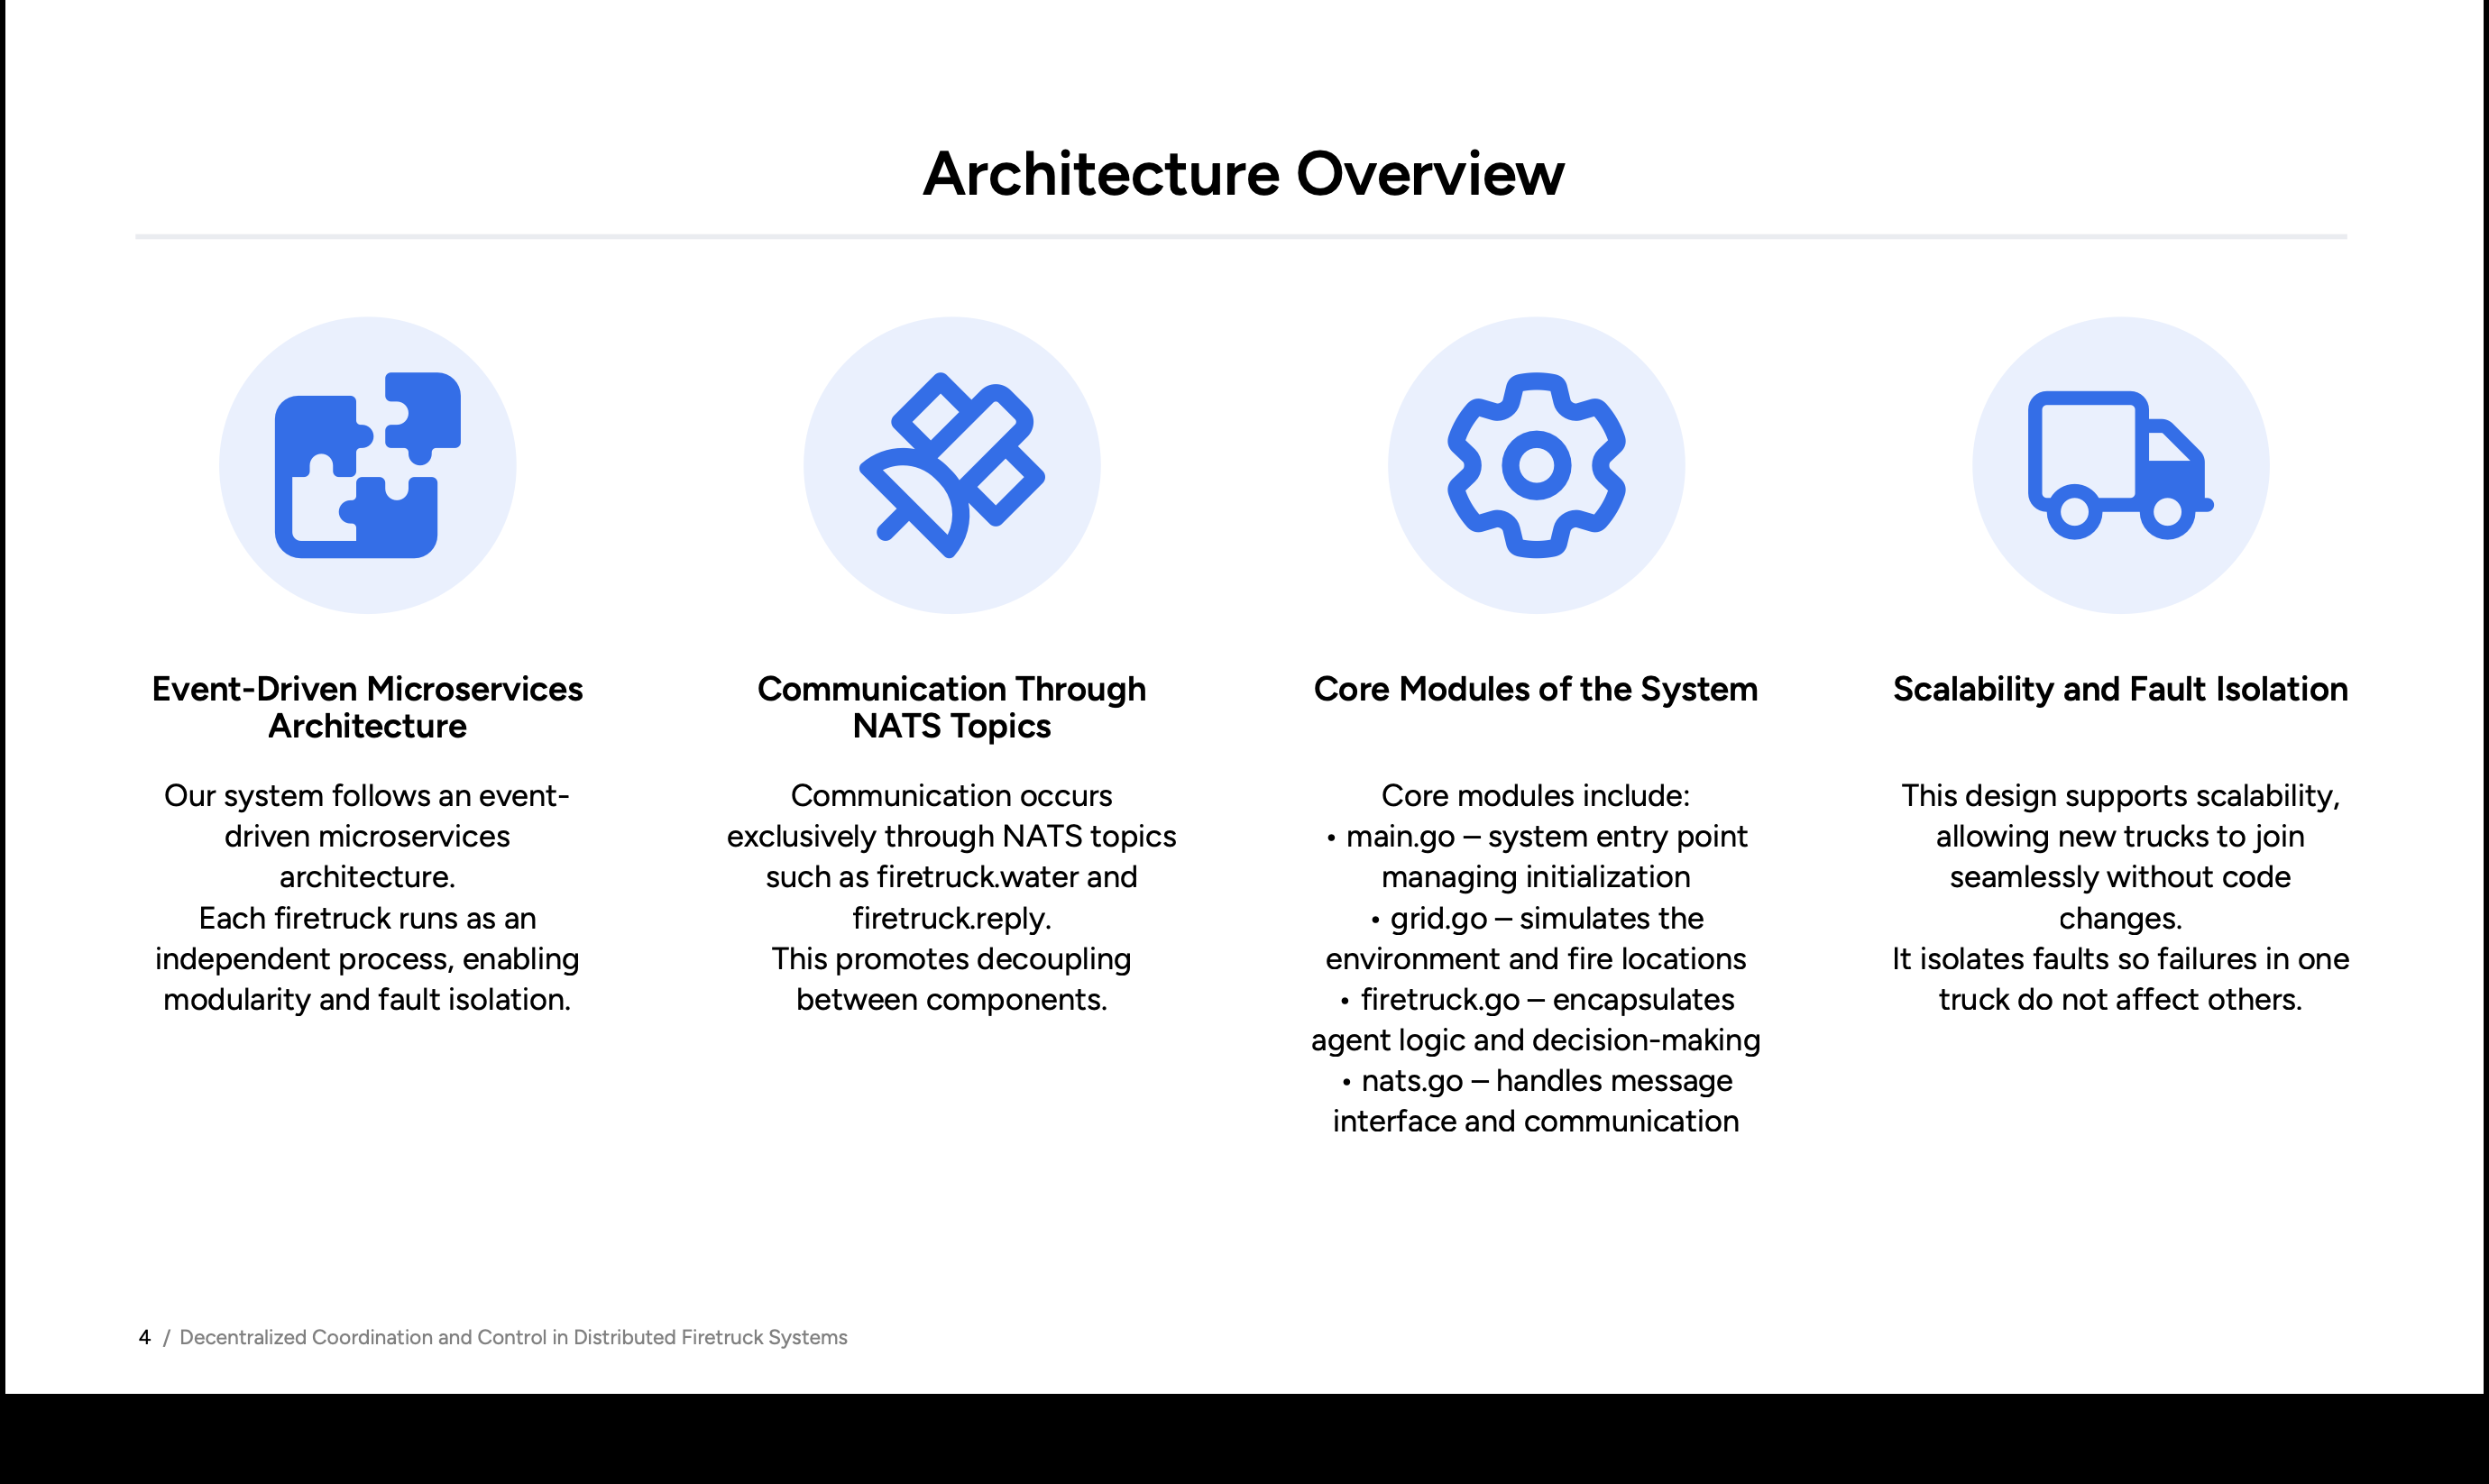 Architecture Overview
Event-Driven Microservices
Architecture
Our system follows an event-
driven microservices
architecture.
Each firetruck runs as an
independent process, enabling
modularity and fault isolation.
Communication Through
NATS Topics
Communication occurs
exclusively through NATS topics
such as firetruck.water and
firetruck.reply.
This promotes decoupling
between components.
Core Modules of the System
Core modules include:
• main.go – system entry point
managing initialization
• grid.go – simulates the
environment and fire locations
• firetruck.go – encapsulates
agent logic and decision-making
• nats.go – handles message
interface and communication
Scalability and Fault Isolation
This design supports scalability,
allowing new trucks to join
seamlessly without code
changes.
It isolates faults so failures in one
truck do not affect others.
4 / Decentralized Coordination and Control in Distributed Firetruck Systems